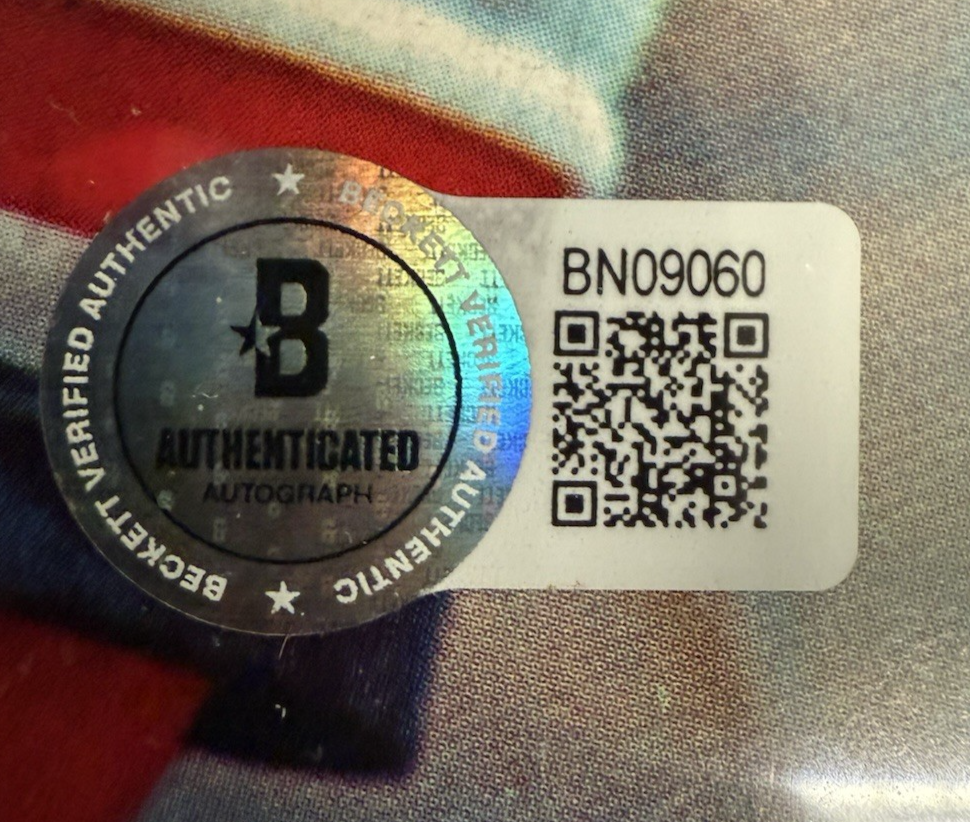 BECKETT VERIFIED AUTHENTIC
BECKETT VERIFIED AUTHENTIC
B
AUTHENTICATED
AUTOGRAPH
BN09060